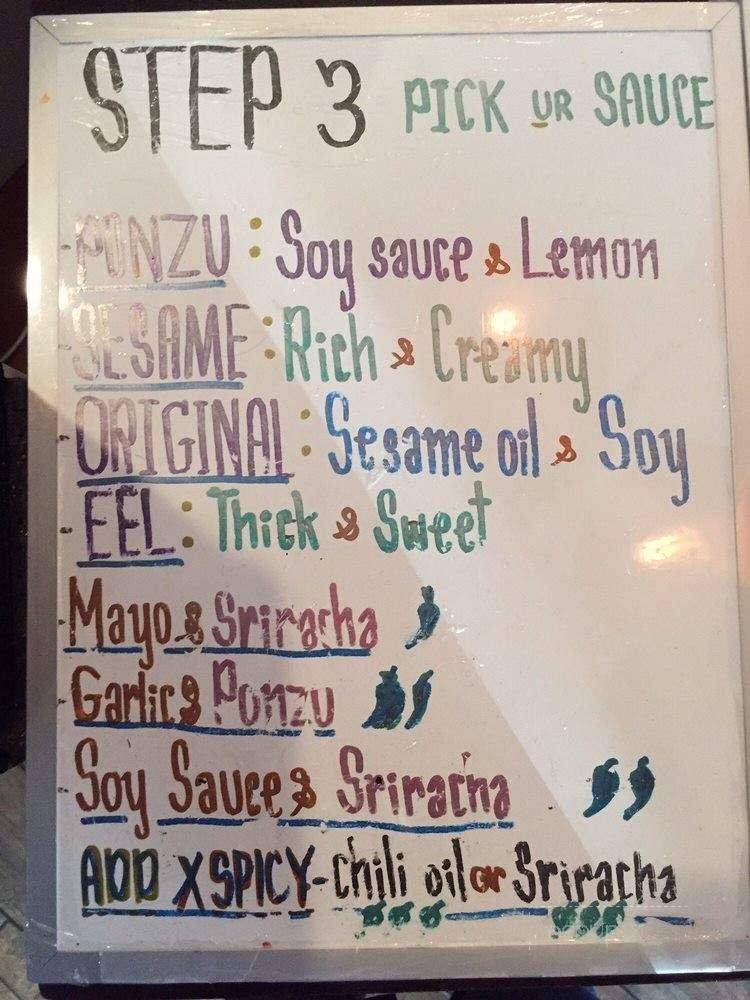 STEP 3 PICK UR SAUCE
- PONZU : Soy sauce & Lemon
- SESAME : Rich & Creamy
- ORIGINAL : Sesame oil & Soy
- EEL : Thick & Sweet
- Mayo & Sriracha
- Garlic & Ponzu
- Soy Sauce & Sriracha
ADD X SPICY - chili oil or Sriracha